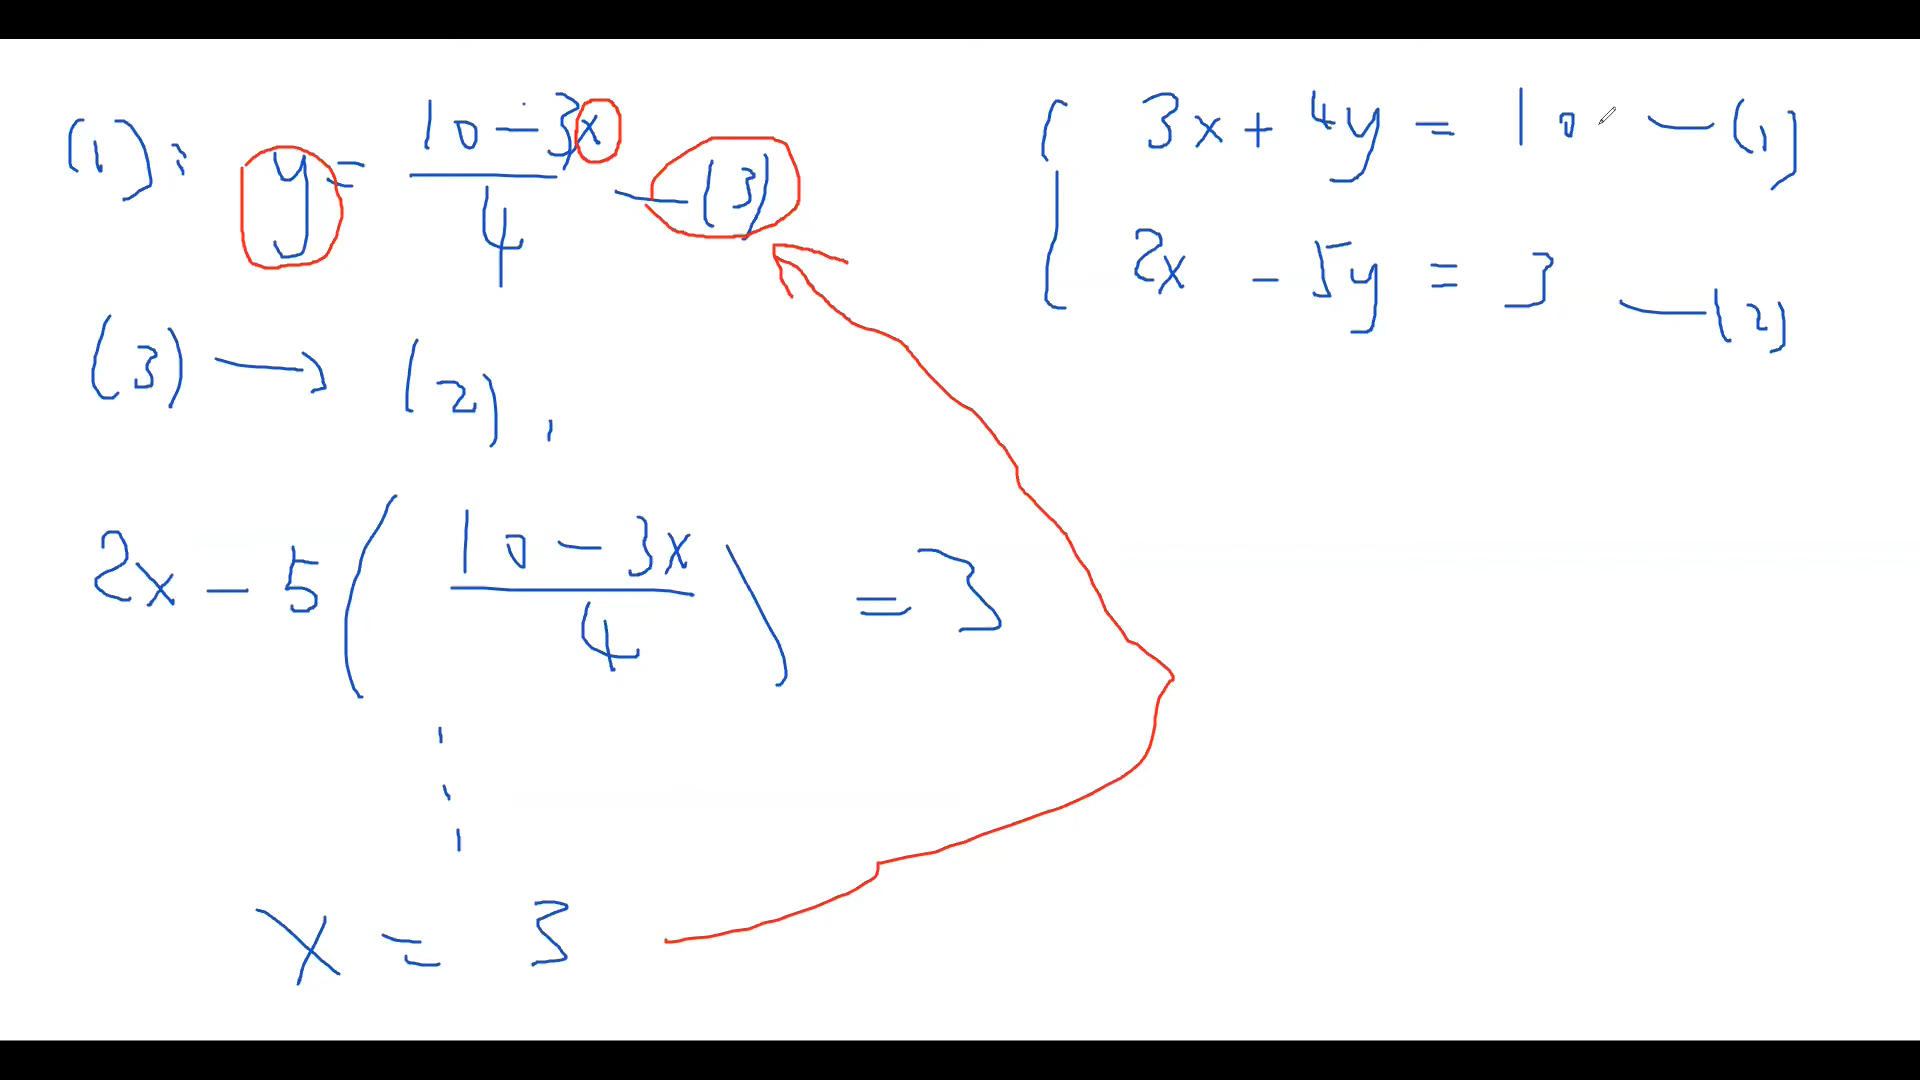 (1): y = (10 - 3x)/4 —(3)
(3) → (2),
2x - 5((10 - 3x)/4) = 3
⋮
x = 3
{ 3x + 4y = 10 —(1)
2x - 5y = 3 —(2)